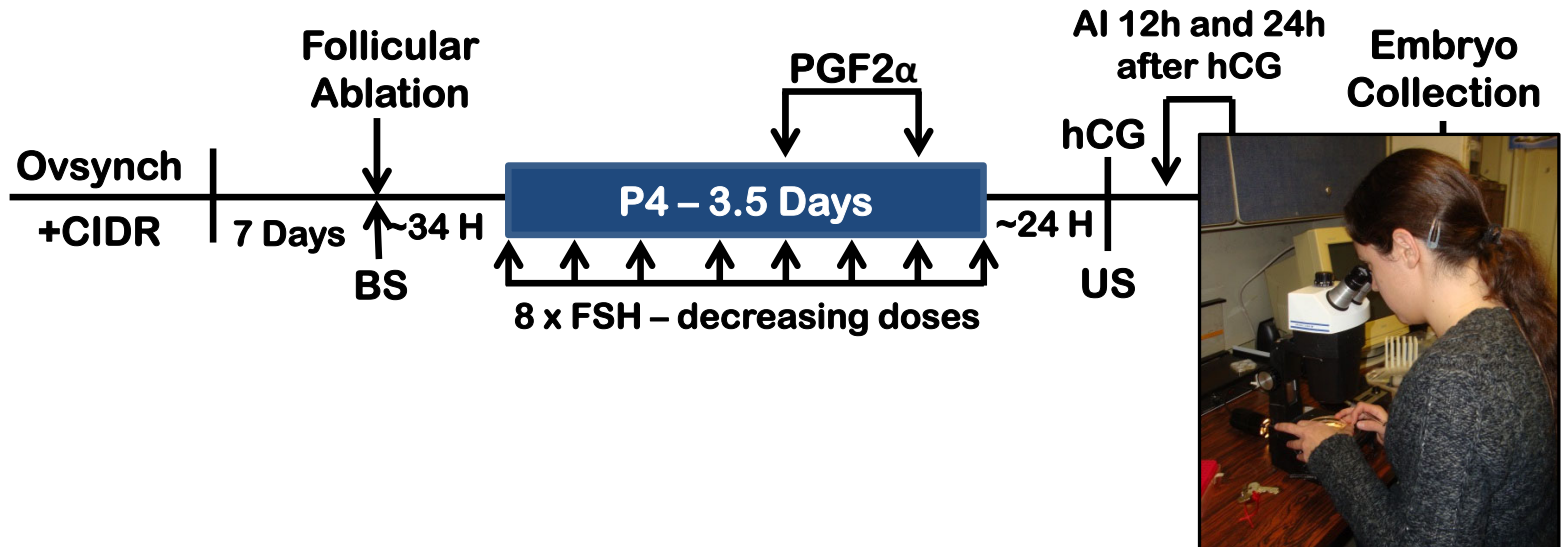 Follicular
Ablation
PGF2α
AI 12h and 24h
after hCG
Embryo
Collection
Ovsynch
+CIDR
7 Days
BS
~34 H
P4 – 3.5 Days
8 x FSH – decreasing doses
~24 H
hCG
US